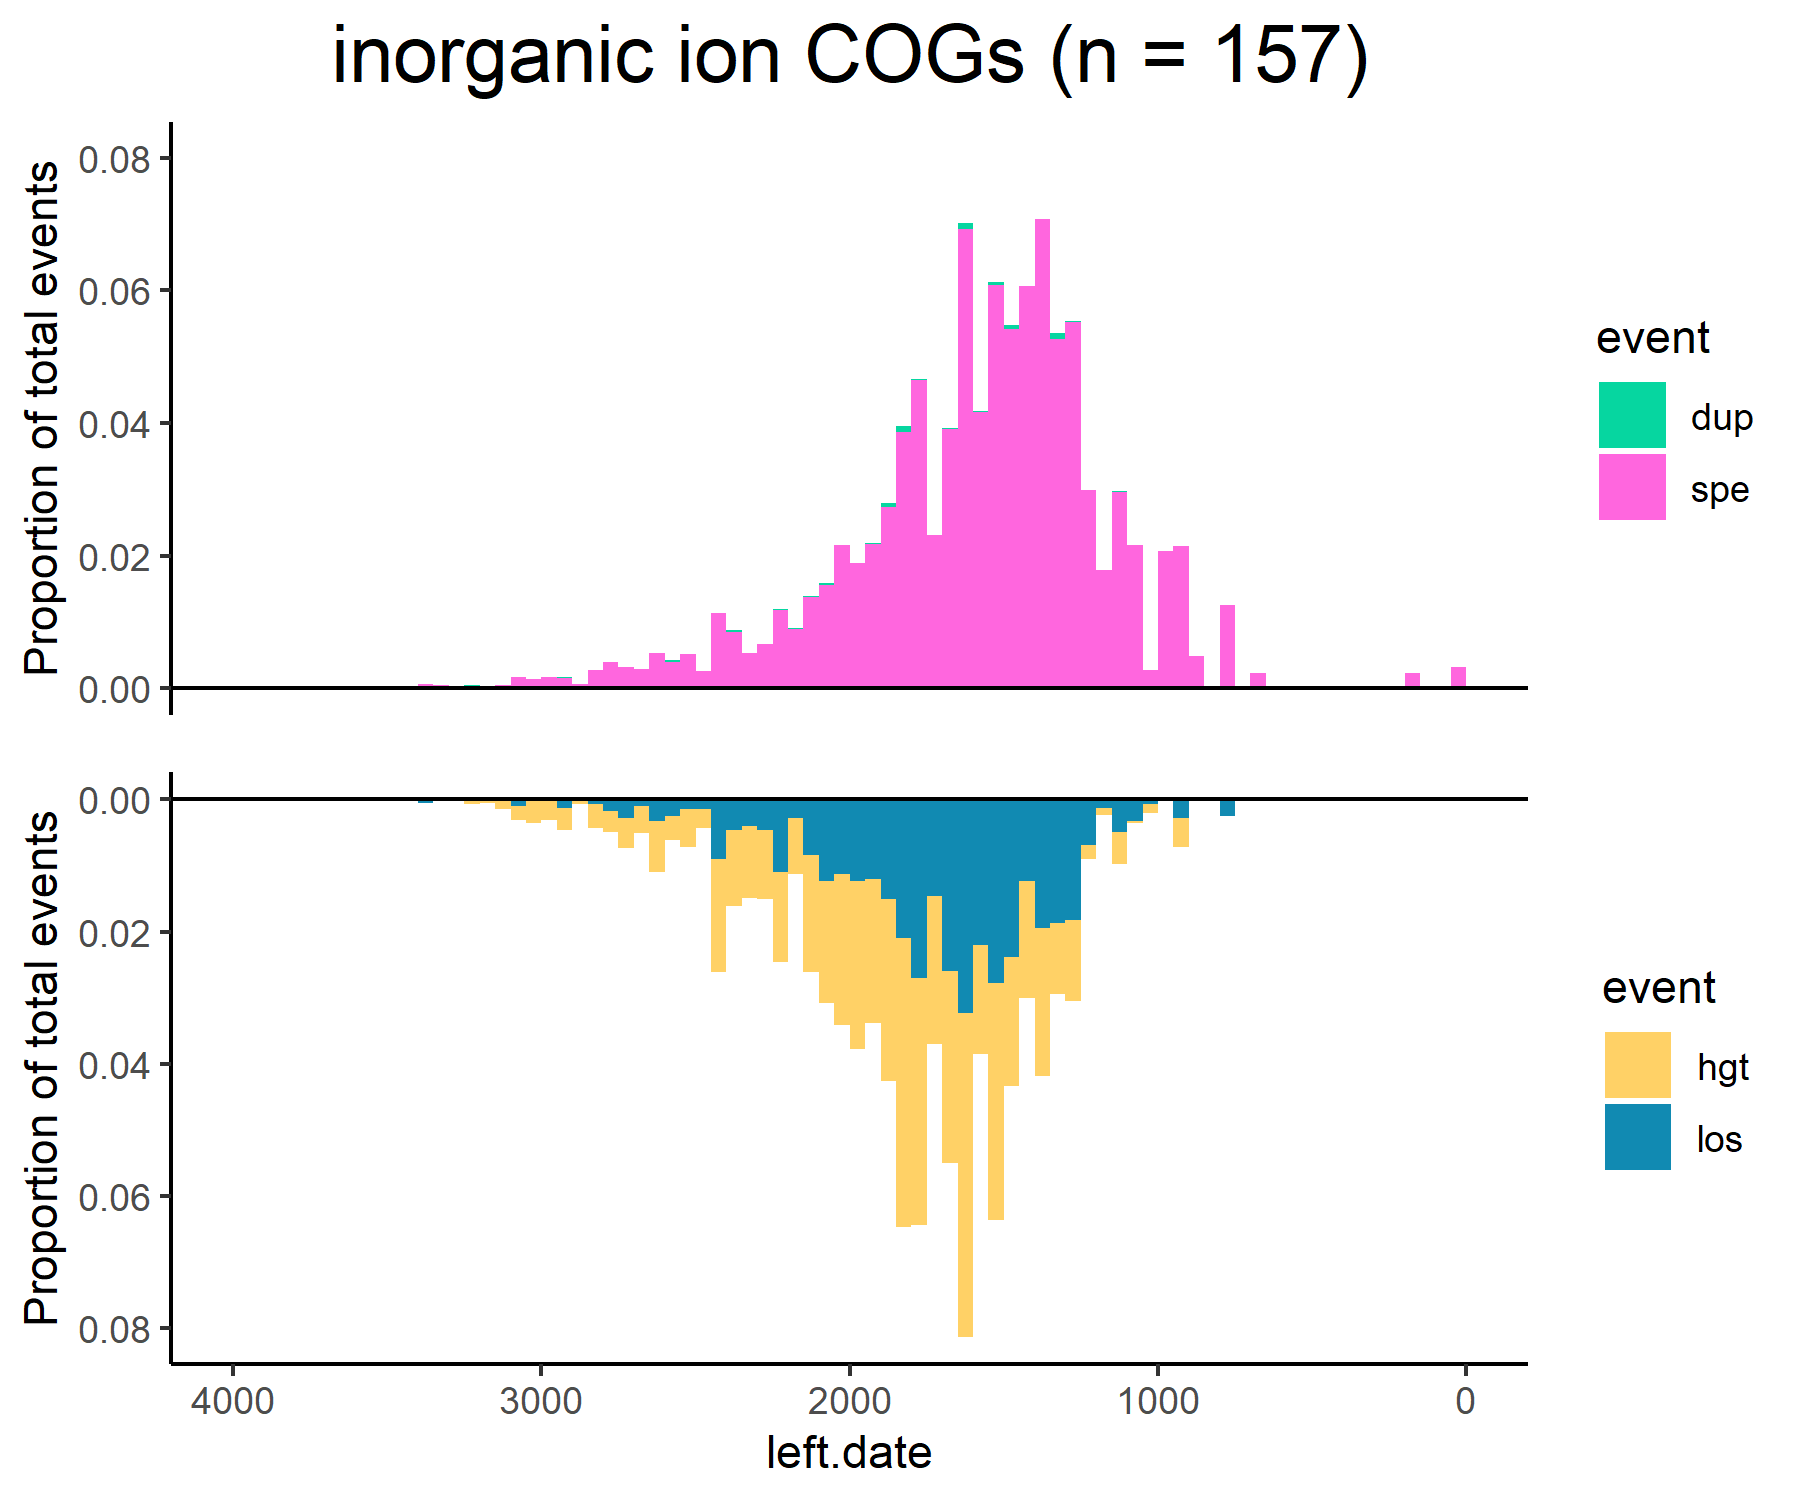 inorganic ion COGs (n = 157)
Proportion of total events
0.08
0.06
0.04
0.02
0.00
event
dup
spe
Proportion of total events
0.00
0.02
0.04
0.06
0.08
event
hgt
los
4000 3000 2000 1000 0
left.date